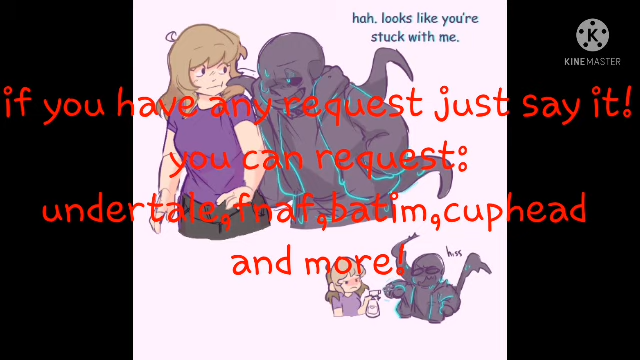 hah. looks like you're
stuck with me.
KINEMASTER
if you have any request just say it!
you can request:
undertale,fnaf,batim,cuphead
and more!
hiss